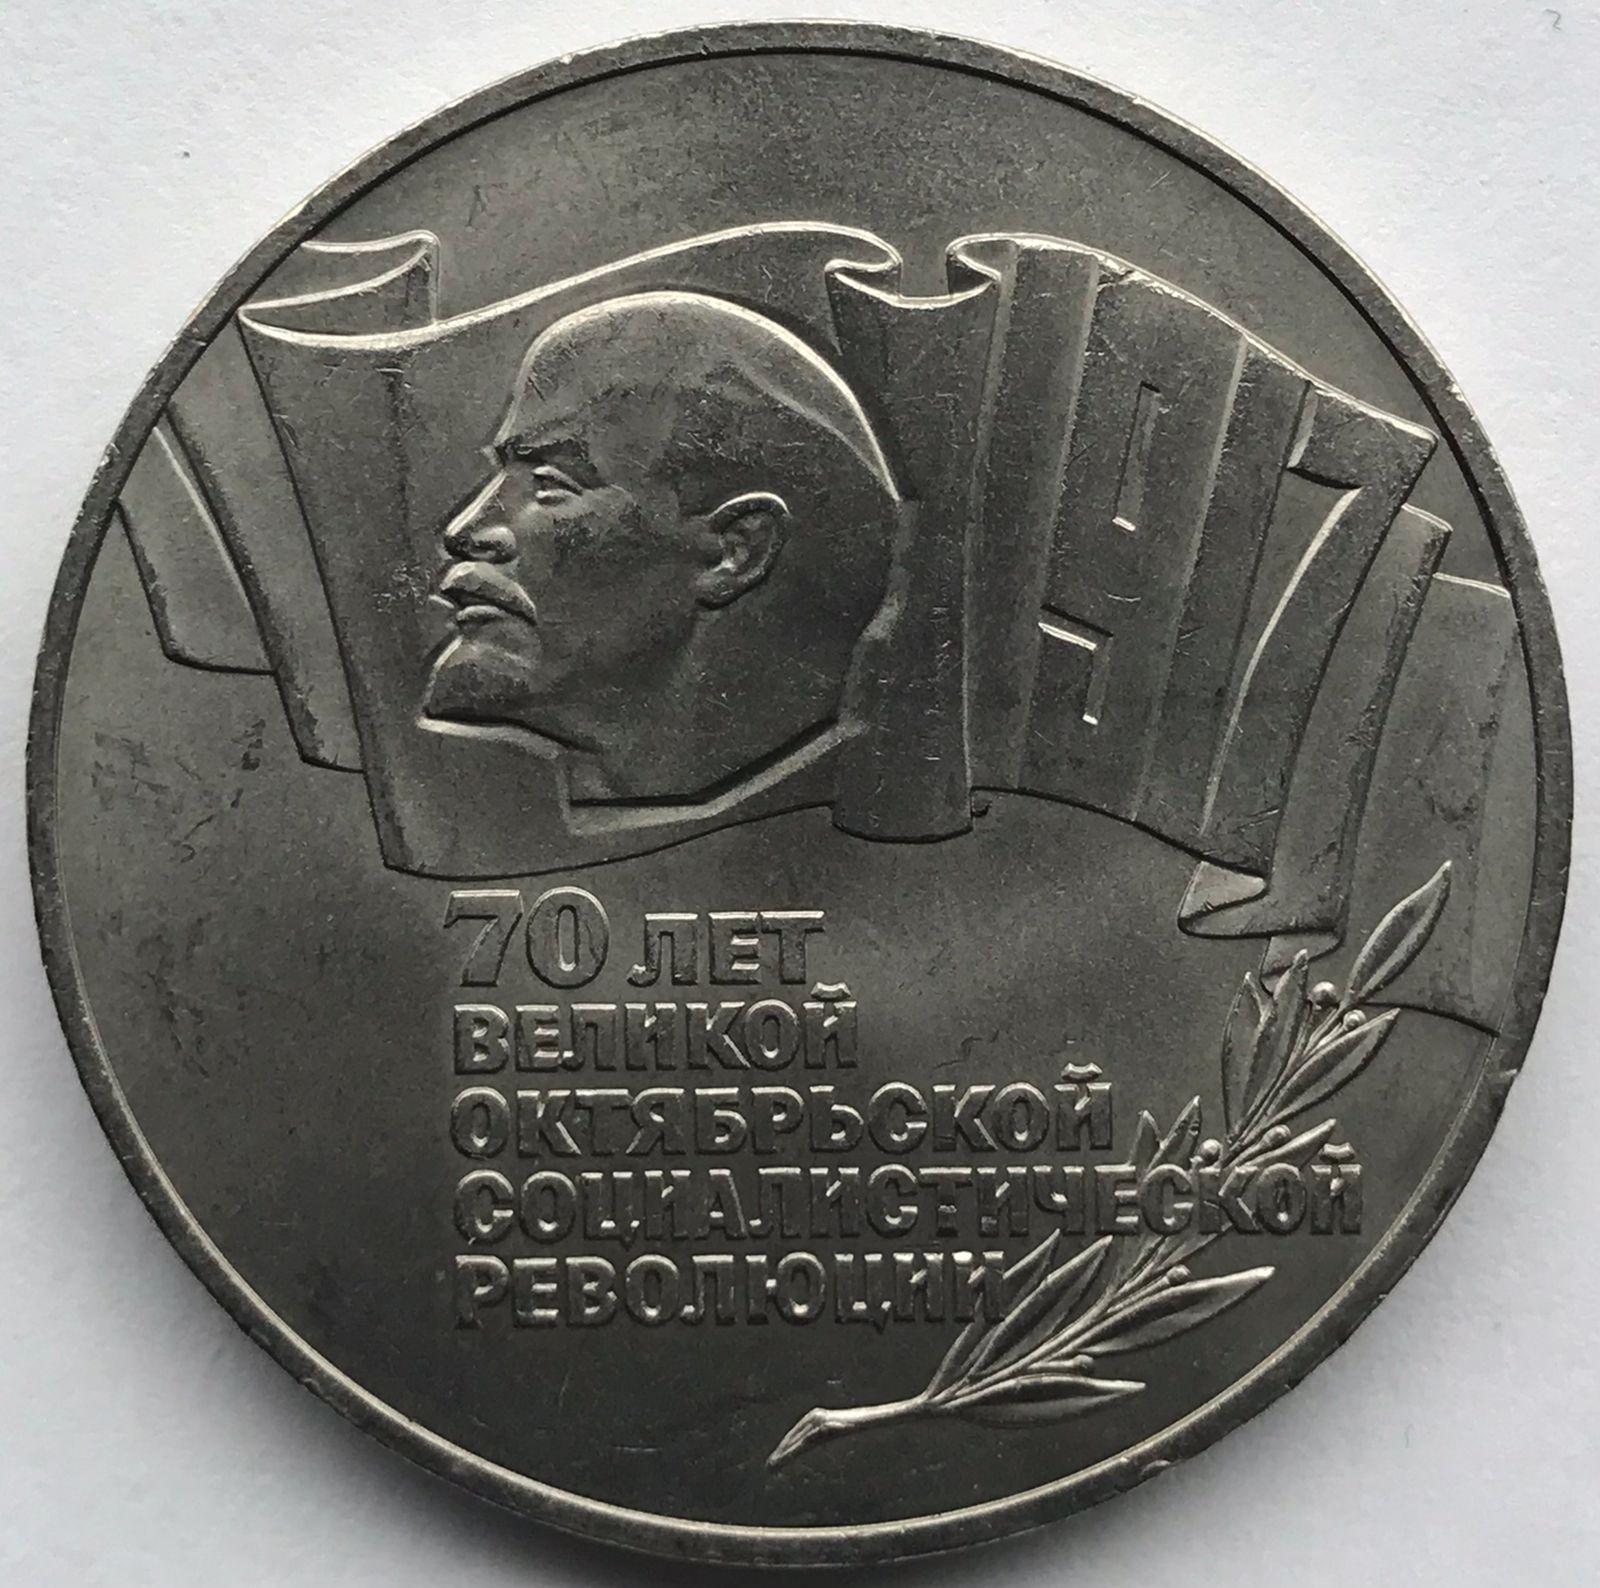 1917
70 ЛЕТ
ВЕЛИКОЙ
ОКТЯБРЬСКОЙ
СОЦИАЛИСТИЧЕСКОЙ
РЕВОЛЮЦИИ